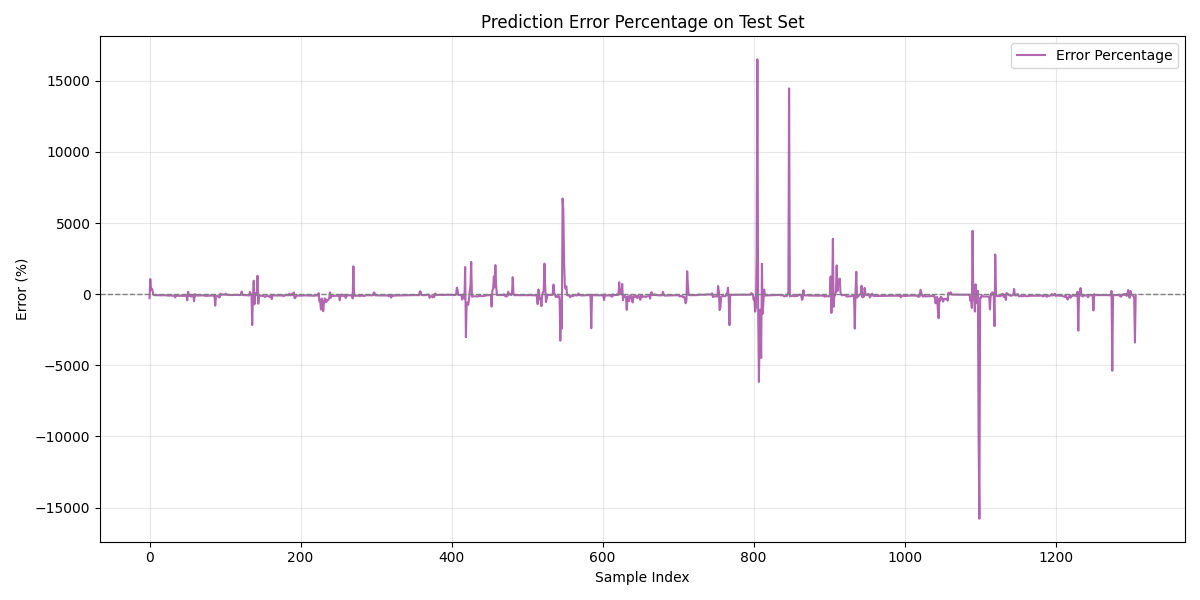 Prediction Error Percentage on Test Set
Error Percentage
Error (%)
15000
10000
5000
0
−5000
−10000
−15000
0 200 400 600 800 1000 1200
Sample Index